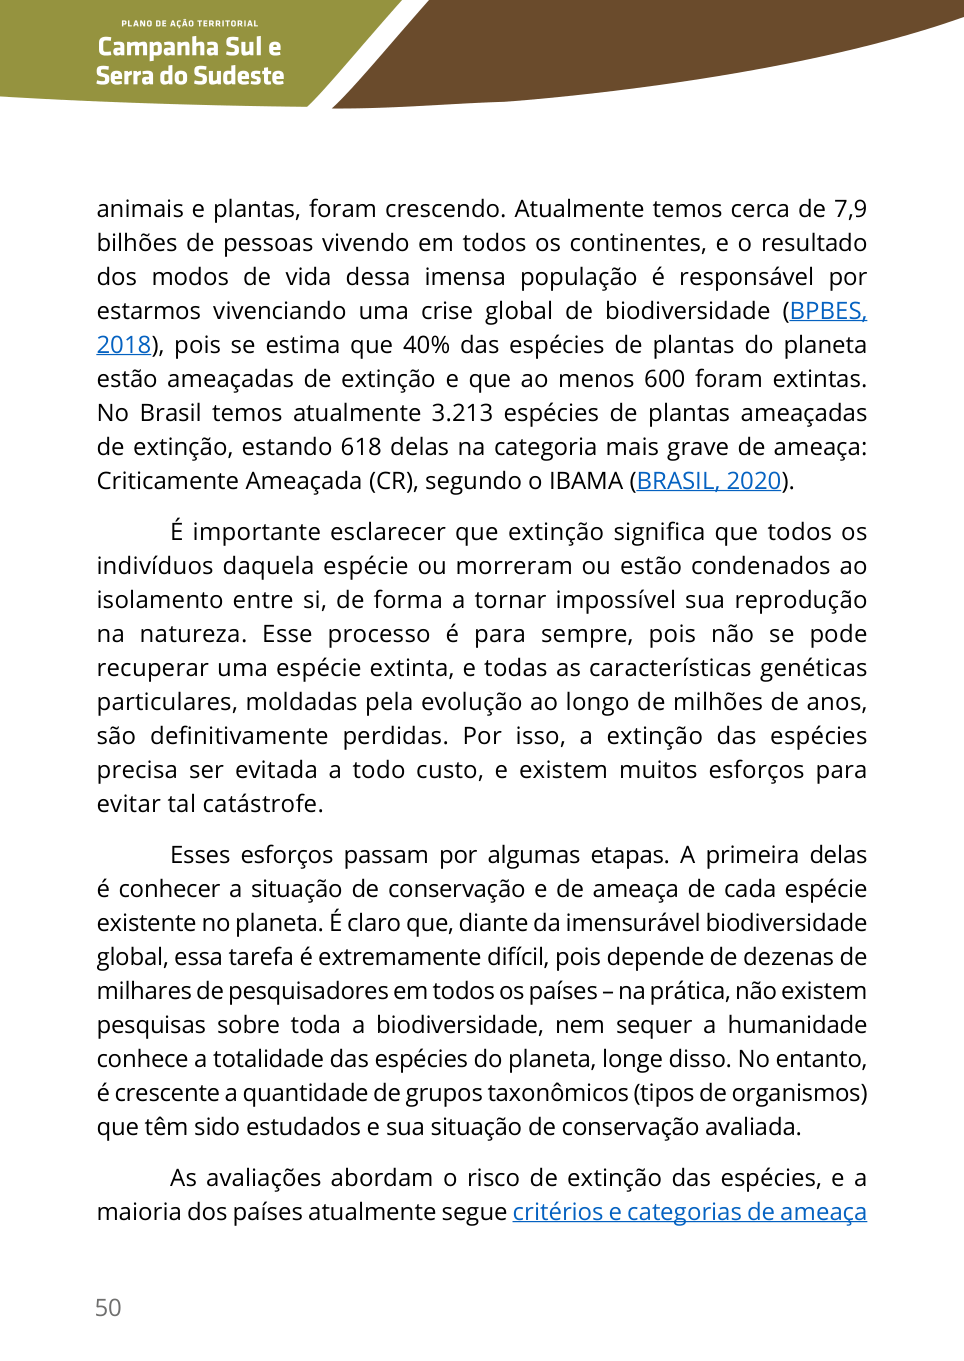 PLANO DE AÇÃO TERRITORIAL
Campanha Sul e
Serra do Sudeste
animais e plantas, foram crescendo. Atualmente temos cerca de 7,9
bilhões de pessoas vivendo em todos os continentes, e o resultado
dos modos de vida dessa imensa população é responsável por
estarmos vivenciando uma crise global de biodiversidade (BPBES,
2018), pois se estima que 40% das espécies de plantas do planeta
estão ameaçadas de extinção e que ao menos 600 foram extintas.
No Brasil temos atualmente 3.213 espécies de plantas ameaçadas
de extinção, estando 618 delas na categoria mais grave de ameaça:
Criticamente Ameaçada (CR), segundo o IBAMA (BRASIL, 2020).
É importante esclarecer que extinção significa que todos os
indivíduos daquela espécie ou morreram ou estão condenados ao
isolamento entre si, de forma a tornar impossível sua reprodução
na natureza. Esse processo é para sempre, pois não se pode
recuperar uma espécie extinta, e todas as características genéticas
particulares, moldadas pela evolução ao longo de milhões de anos,
são definitivamente perdidas. Por isso, a extinção das espécies
precisa ser evitada a todo custo, e existem muitos esforços para
evitar tal catástrofe.
Esses esforços passam por algumas etapas. A primeira delas
é conhecer a situação de conservação e de ameaça de cada espécie
existente no planeta. É claro que, diante da imensurável biodiversidade
global, essa tarefa é extremamente difícil, pois depende de dezenas de
milhares de pesquisadores em todos os países – na prática, não existem
pesquisas sobre toda a biodiversidade, nem sequer a humanidade
conhece a totalidade das espécies do planeta, longe disso. No entanto,
é crescente a quantidade de grupos taxonômicos (tipos de organismos)
que têm sido estudados e sua situação de conservação avaliada.
As avaliações abordam o risco de extinção das espécies, e a
maioria dos países atualmente segue critérios e categorias de ameaça
50